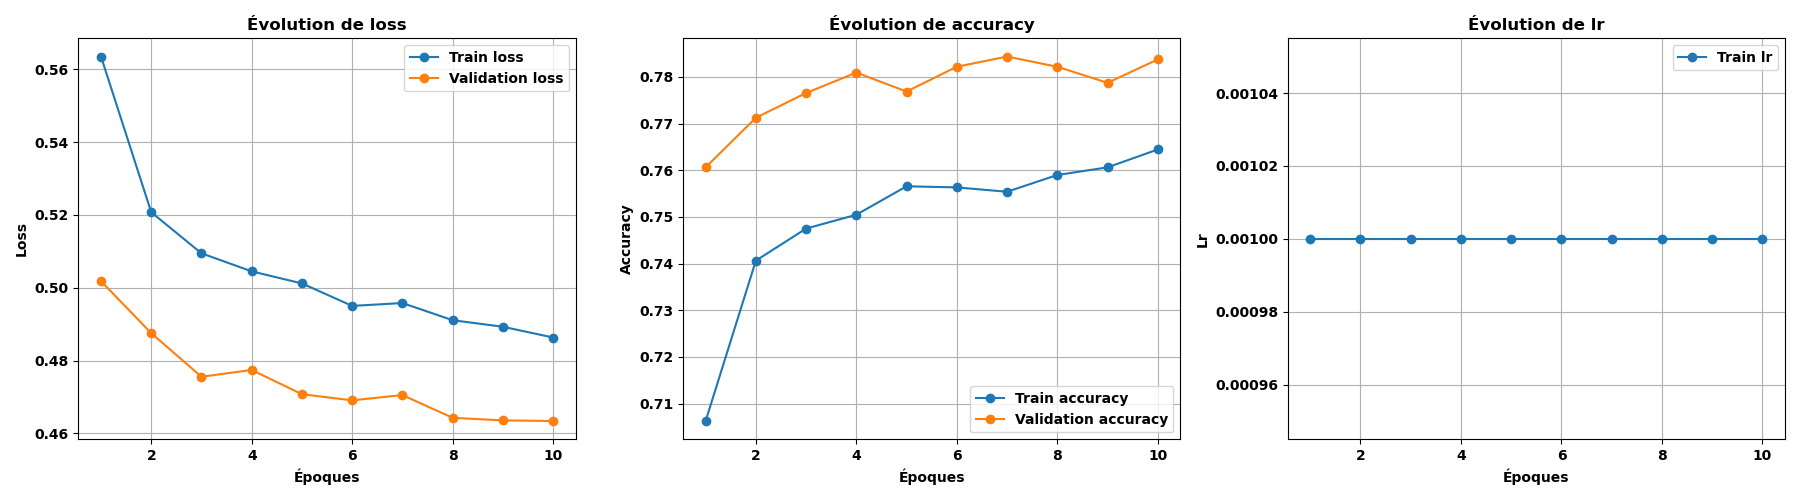 Évolution de loss
0.56
0.54
0.52
0.50
0.48
0.46
Loss
Train loss
Validation loss
2 4 6 8 10
Époques
Évolution de accuracy
0.78
0.77
0.76
0.75
0.74
0.73
0.72
0.71
Accuracy
Train accuracy
Validation accuracy
2 4 6 8 10
Époques
Évolution de lr
0.00104
0.00102
0.00100
0.00098
0.00096
Lr
Train lr
2 4 6 8 10
Époques